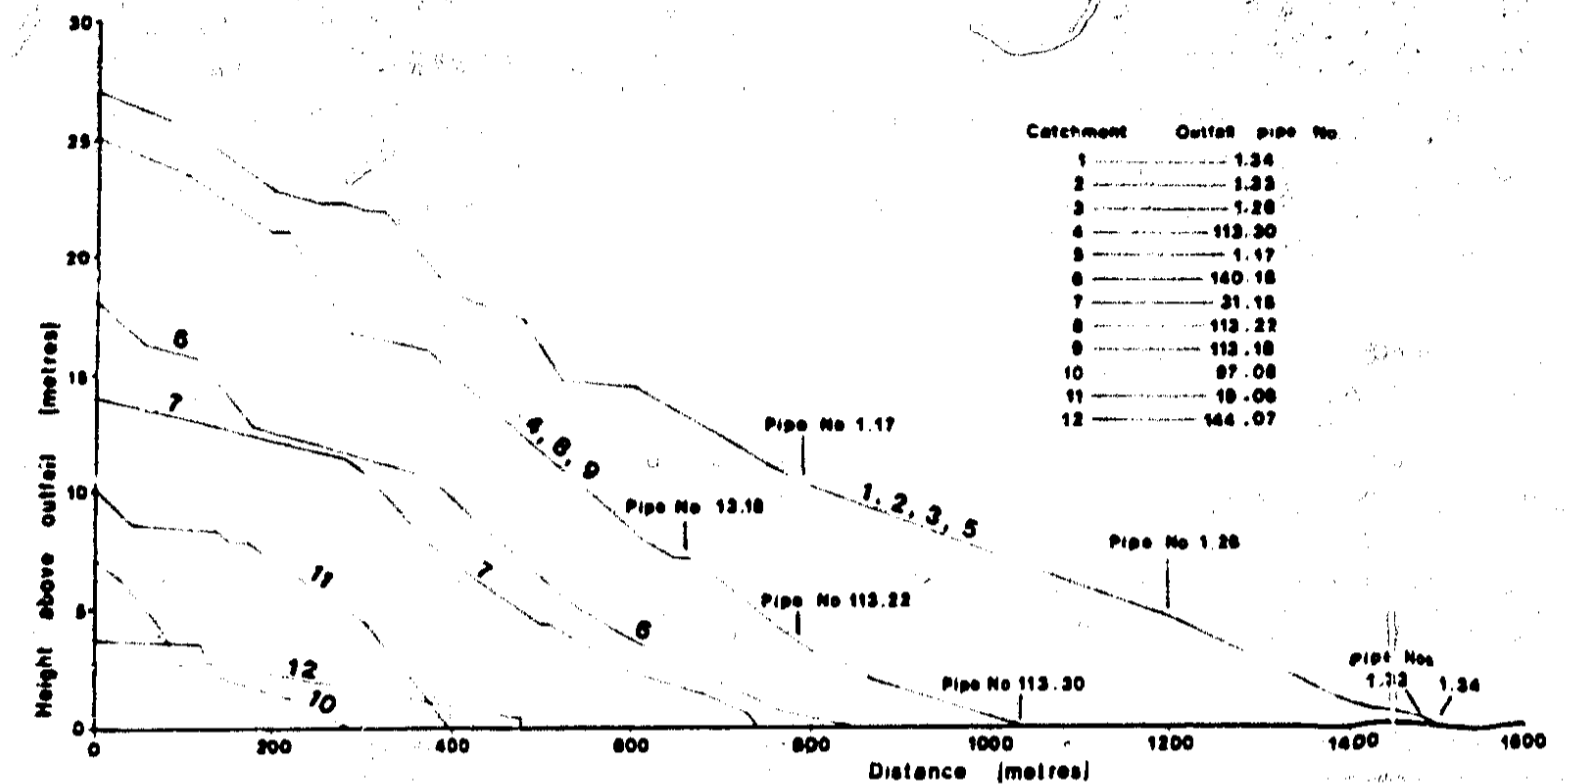 30
25
20
15
10
5
0
Height above outfall (metres)
0 200 400 600 800 1000 1200 1400 1600
Distance (metres)
Catchment Outfall pipe No
1 1.34
2 1.33
3 1.28
4 113.30
5 1.17
6 140.18
7 31.18
8 113.22
9 113.18
10 97.08
11 19.08
12 144.07
6
7
4, 8, 9
Pipe No 1.17
Pipe No 13.18
1, 2, 3, 5
Pipe No 1.28
11
7
Pipe No 113.22
6
12
10
Pipe No 113.30
Pipe Nos
1.33 1.34